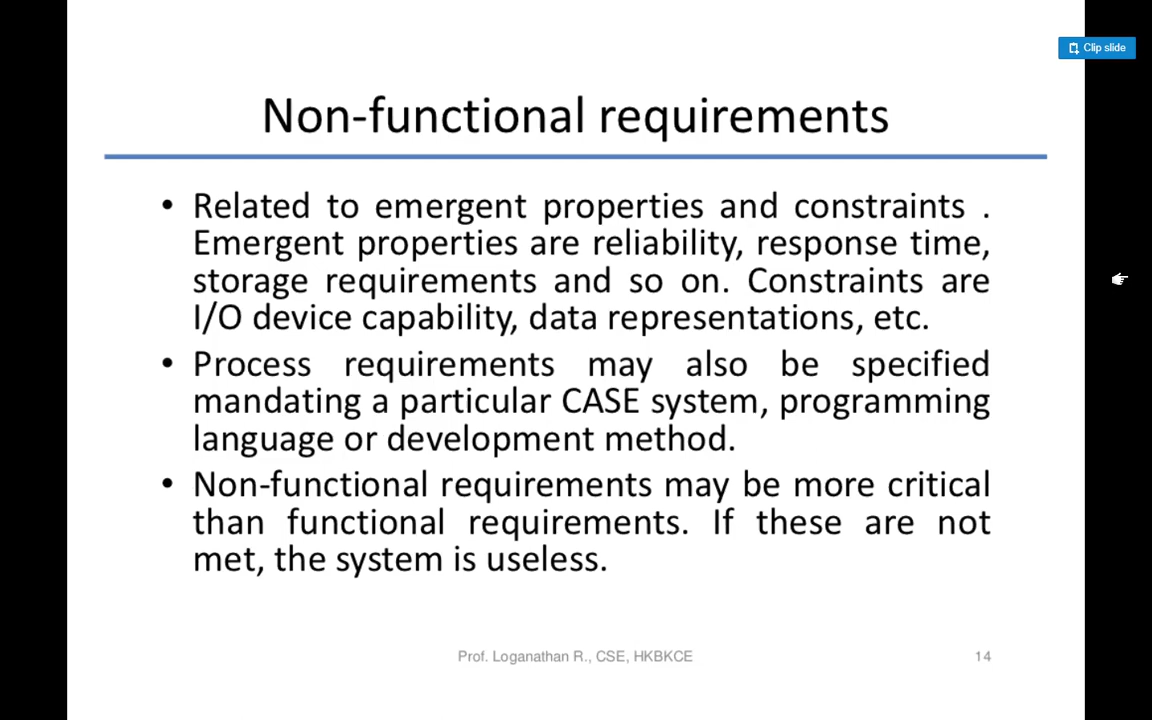 Clip slide
Non-functional requirements
• Related to emergent properties and constraints .
Emergent properties are reliability, response time,
storage requirements and so on. Constraints are
I/O device capability, data representations, etc.
• Process requirements may also be specified
mandating a particular CASE system, programming
language or development method.
• Non-functional requirements may be more critical
than functional requirements. If these are not
met, the system is useless.
Prof. Loganathan R., CSE, HKBKCE
14